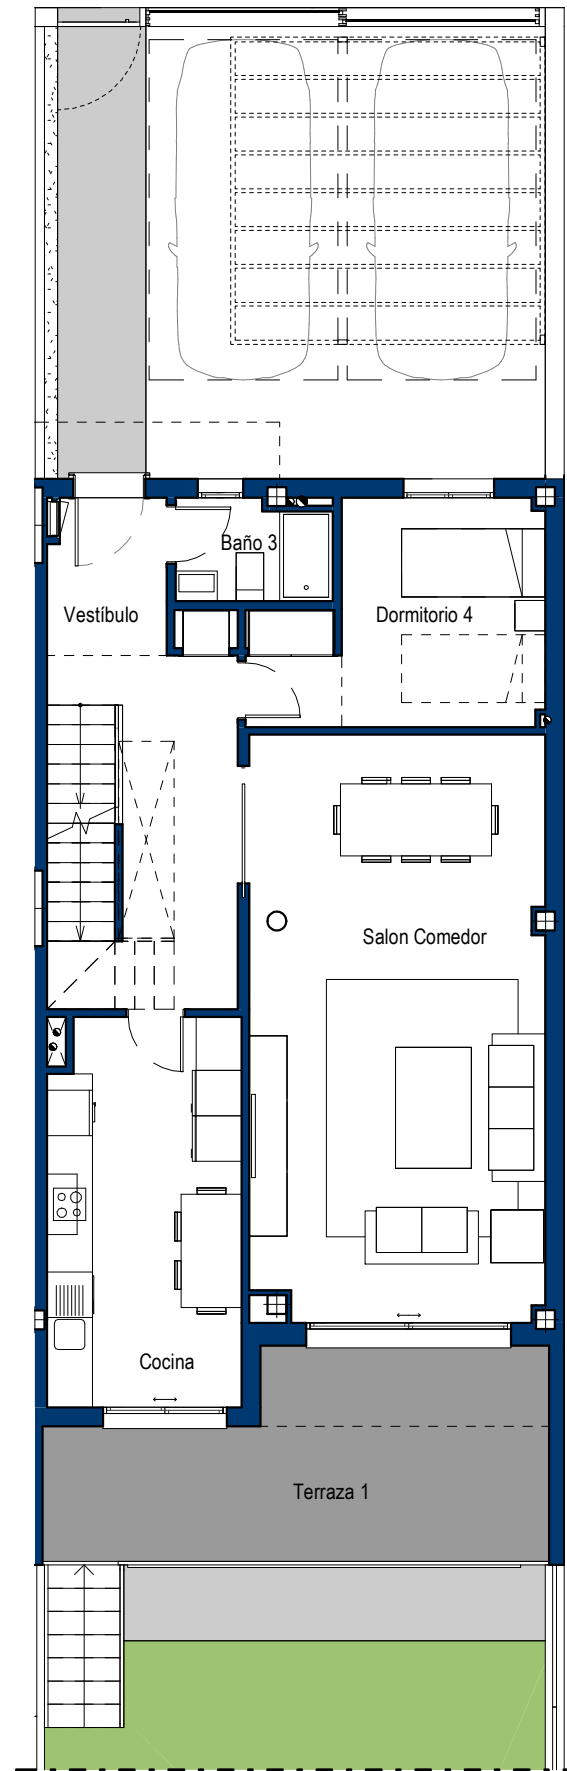 Baño 3
Vestíbulo
Dormitorio 4
Salon Comedor
Cocina
Terraza 1